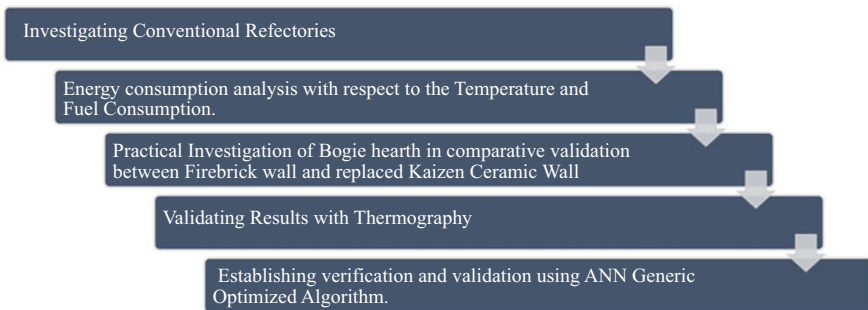 Investigating Conventional Refectories
Energy consumption analysis with respect to the Temperature and
Fuel Consumption.
Practical Investigation of Bogie hearth in comparative validation
between Firebrick wall and replaced Kaizen Ceramic Wall
Validating Results with Thermography
Establishing verification and validation using ANN Generic
Optimized Algorithm.